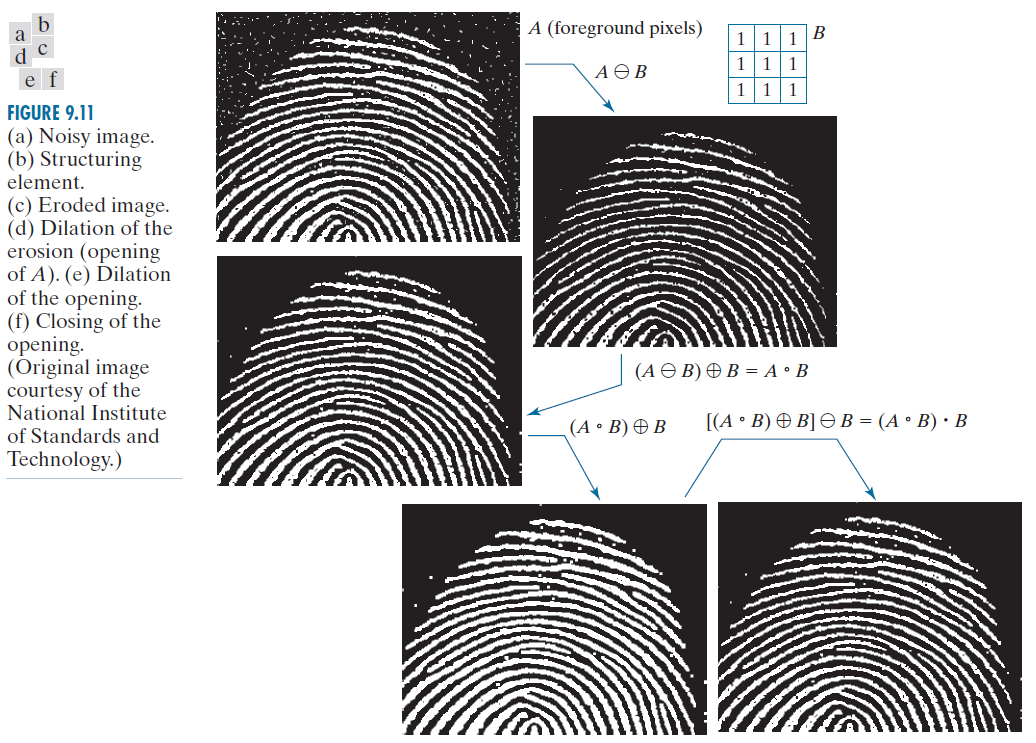 a b
d c
e f
FIGURE 9.11
(a) Noisy image.
(b) Structuring
element.
(c) Eroded image.
(d) Dilation of the
erosion (opening
of A). (e) Dilation
of the opening.
(f) Closing of the
opening.
(Original image
courtesy of the
National Institute
of Standards and
Technology.)
A (foreground pixels)
1 1 1 B
1 1 1
1 1 1
A ⊖ B
(A ⊖ B) ⊕ B = A ∘ B
(A ∘ B) ⊕ B
[(A ∘ B) ⊕ B] ⊖ B = (A ∘ B) • B